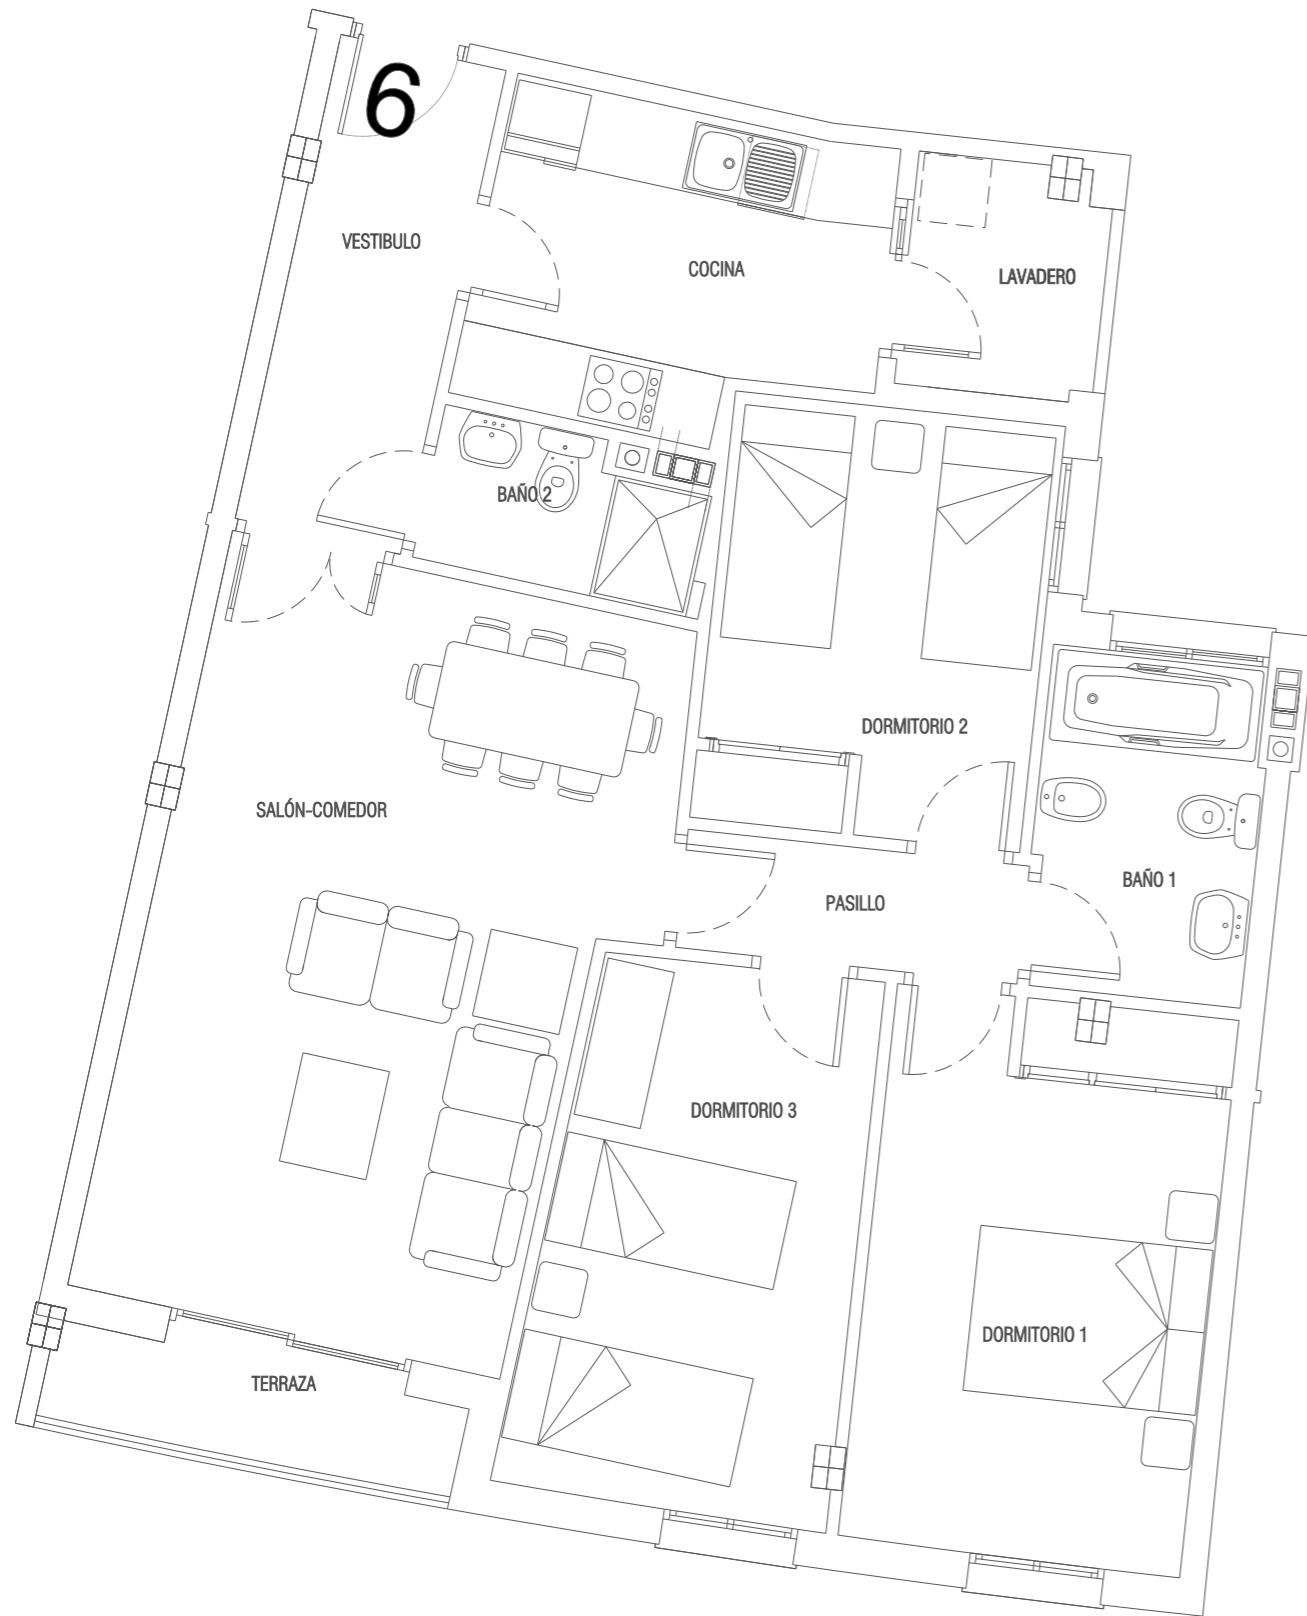 6
VESTIBULO
COCINA
LAVADERO
BAÑO 2
DORMITORIO 2
SALÓN-COMEDOR
BAÑO 1
PASILLO
DORMITORIO 3
DORMITORIO 1
TERRAZA